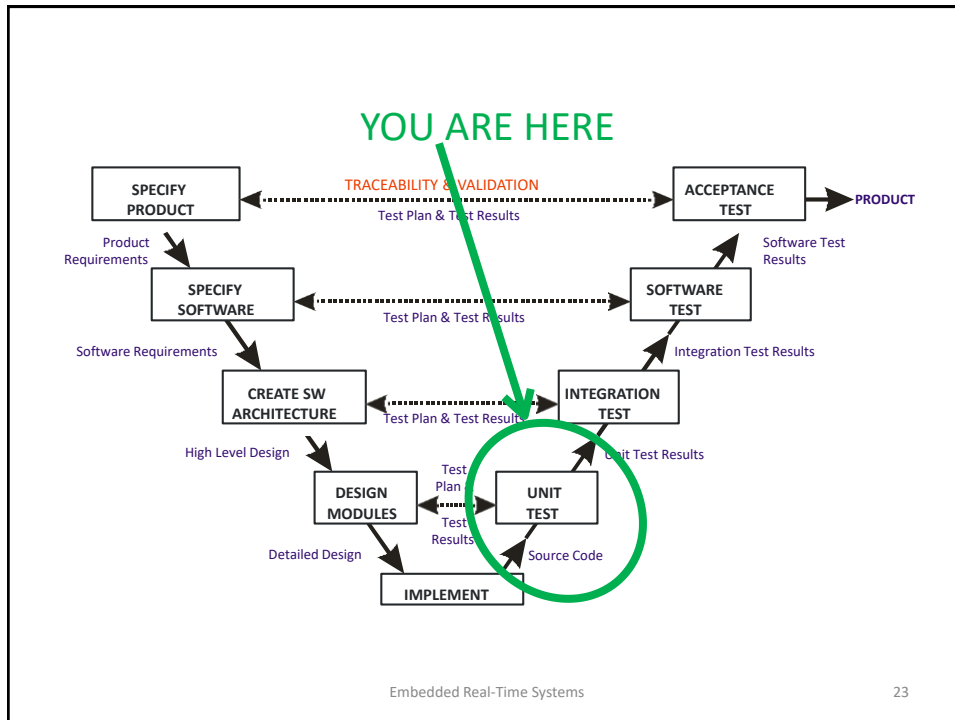 YOU ARE HERE
SPECIFY
PRODUCT
TRACEABILITY & VALIDATION
Test Plan & Test Results
ACCEPTANCE
TEST
PRODUCT
Product
Requirements
Software Test
Results
SPECIFY
SOFTWARE
Test Plan & Test Results
SOFTWARE
TEST
Software Requirements
Integration Test Results
CREATE SW
ARCHITECTURE
Test Plan & Test Results
INTEGRATION
TEST
High Level Design
Unit Test Results
DESIGN
MODULES
Test
Plan &
Test
Results
UNIT
TEST
Detailed Design
Source Code
IMPLEMENT
Embedded Real-Time Systems
23